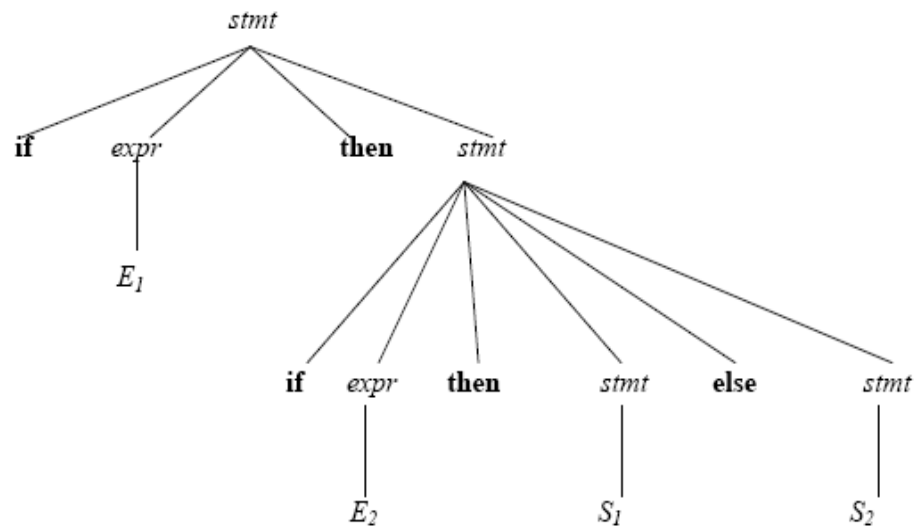 stmt
if expr then stmt
E1
if expr then stmt else stmt
E2 S1 S2